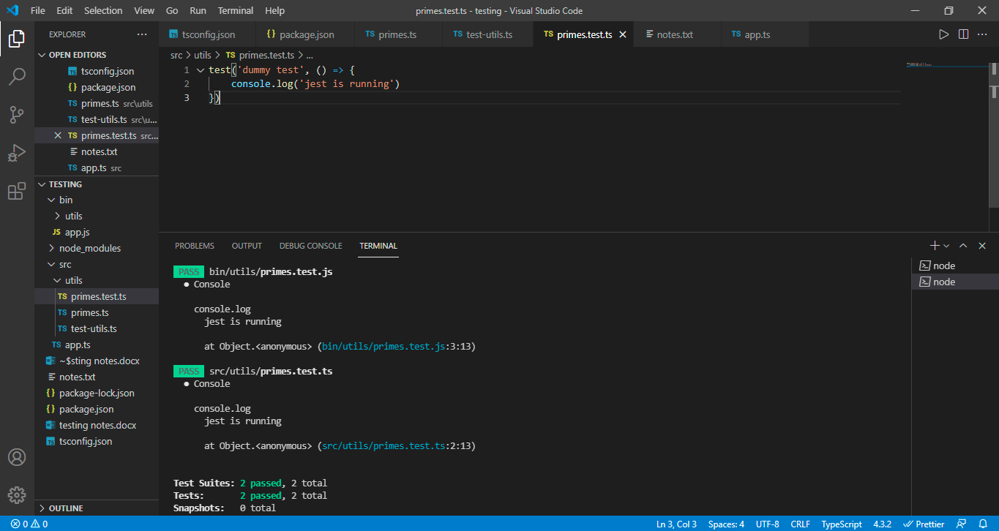 File Edit Selection View Go Run Terminal Help primes.test.ts - testing - Visual Studio Code
EXPLORER ···
tsconfig.json {} package.json TS primes.ts TS test-utils.ts TS primes.test.ts notes.txt TS app.ts
OPEN EDITORS
tsconfig.json
{} package.json
TS primes.ts src\utils
TS test-utils.ts src\u...
TS primes.test.ts src...
notes.txt
TS app.ts src
TESTING
bin
utils
JS app.js
node_modules
src
utils
TS primes.test.ts
TS primes.ts
TS test-utils.ts
TS app.ts
~$sting notes.docx
notes.txt
{} package-lock.json
{} package.json
testing notes.docx
tsconfig.json
OUTLINE
src > utils > TS primes.test.ts > ...
1 test('dummy test', () => {
2 console.log('jest is running')
3 })
PROBLEMS OUTPUT DEBUG CONSOLE TERMINAL
PASS bin/utils/primes.test.js
● Console
console.log
jest is running
at Object.<anonymous> (bin/utils/primes.test.js:3:13)
PASS src/utils/primes.test.ts
● Console
console.log
jest is running
at Object.<anonymous> (src/utils/primes.test.ts:2:13)
Test Suites: 2 passed, 2 total
Tests: 2 passed, 2 total
Snapshots: 0 total
node
node
0 0 Ln 3, Col 3 Spaces: 4 UTF-8 CRLF TypeScript 4.3.2 Prettier